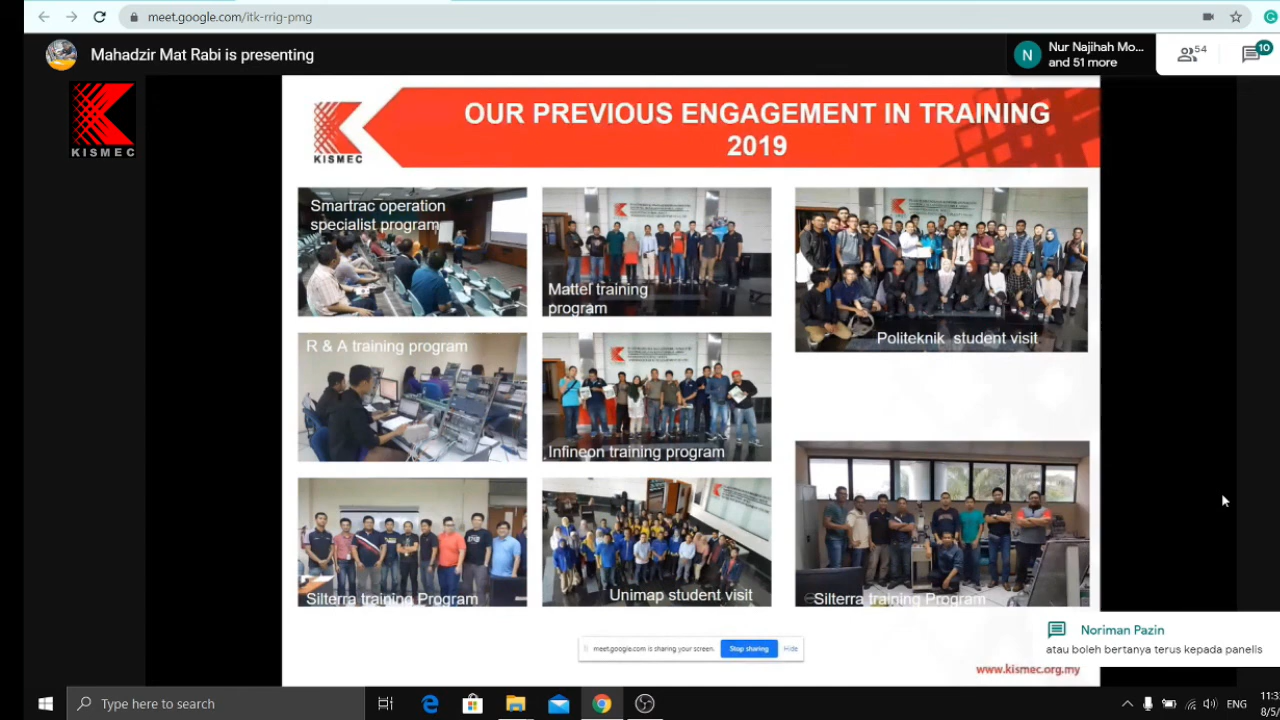 meet.google.com/itk-rrig-pmg
Mahadzir Mat Rabi is presenting
N
Nur Najihah Mo...
and 51 more
54
10
KISMEC
KISMEC
OUR PREVIOUS ENGAGEMENT IN TRAINING
2019
Smartrac operation
specialist program
Mattel training
program
Politeknik student visit
R & A training program
Infineon training program
Silterra training Program
Unimap student visit
Silterra training Program
meet.google.com is sharing your screen.
Stop sharing
Hide
www.kismec.org.my
Noriman Pazin
atau boleh bertanya terus kepada panelis
Type here to search
ENG
11:3
8/5/